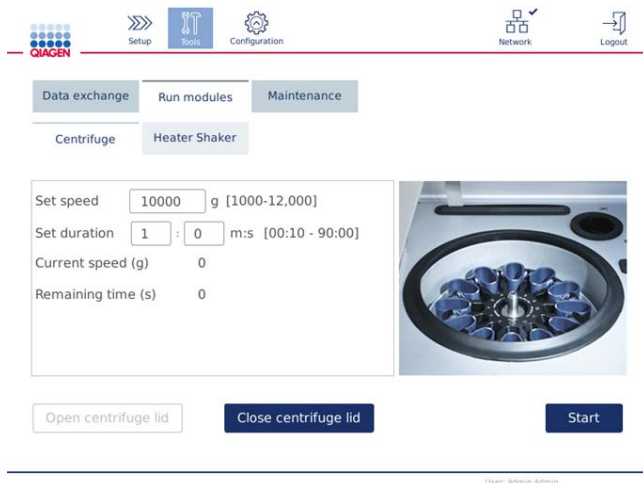 QIAGEN
Setup
Tools
Configuration
Network
Logout
Data exchange
Run modules
Maintenance
Centrifuge
Heater Shaker
Set speed 10000 g [1000-12,000]
Set duration 1 : 0 m:s [00:10 - 90:00]
Current speed (g) 0
Remaining time (s) 0
Open centrifuge lid
Close centrifuge lid
Start
User: Admin Admin